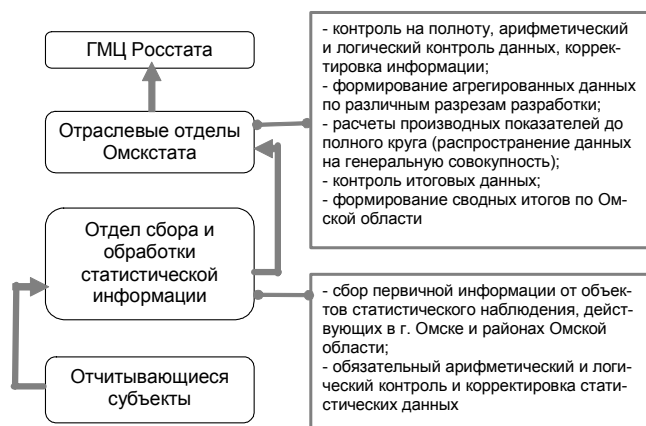 ГМЦ Росстата
Отраслевые отделы
Омскстата
Отдел сбора и
обработки
статистической
информации
Отчитывающиеся
субъекты
- контроль на полноту, арифметический
и логический контроль данных, коррек-
тировка информации;
- формирование агрегированных данных
по различным разрезам разработки;
- расчеты производных показателей до
полного круга (распространение данных
на генеральную совокупность);
- контроль итоговых данных;
- формирование сводных итогов по Ом-
ской области
- сбор первичной информации от объек-
тов статистического наблюдения, дейст-
вующих в г. Омске и районах Омской
области;
- обязательный арифметический и логи-
ческий контроль и корректировка стати-
стических данных